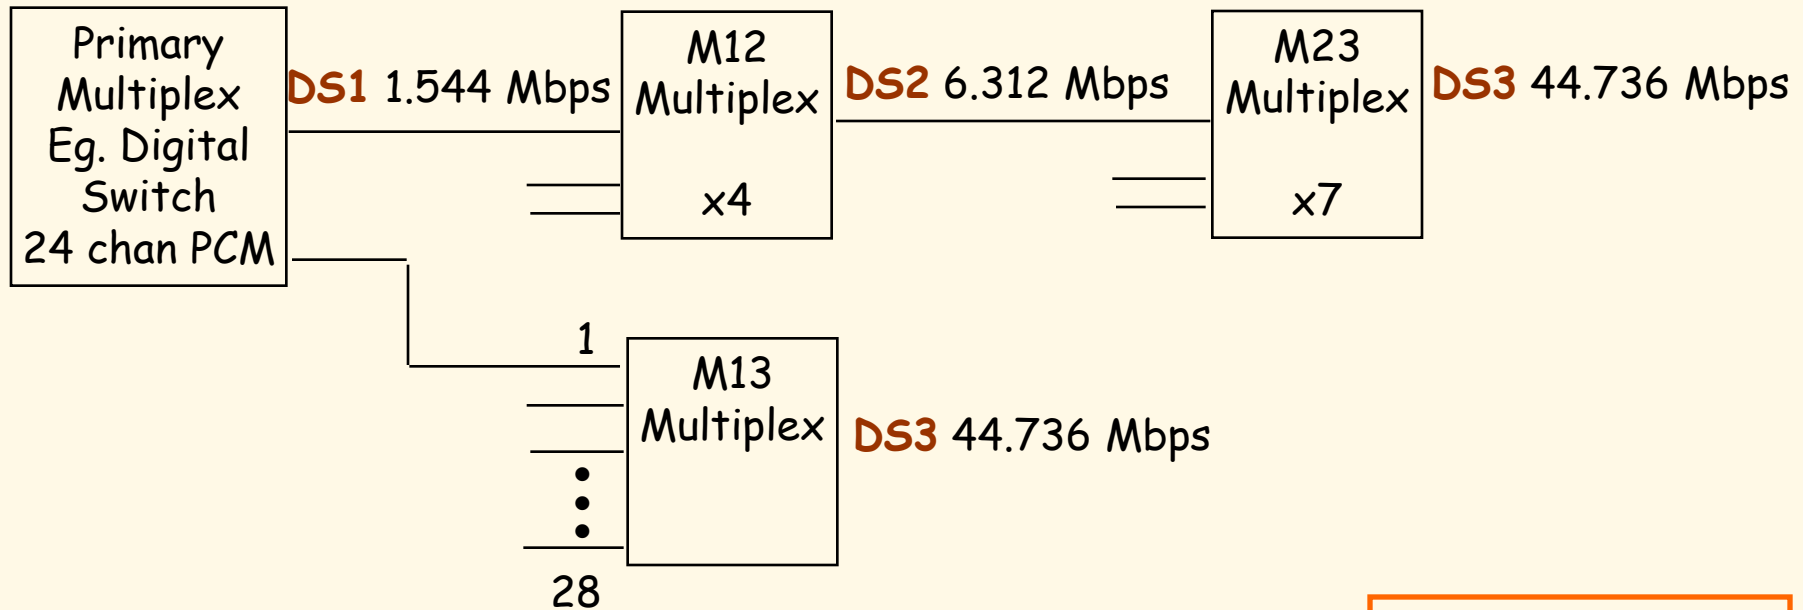 Primary
Multiplex
Eg. Digital
Switch
24 chan PCM
DS1 1.544 Mbps
M12
Multiplex
x4
DS2 6.312 Mbps
M23
Multiplex
x7
DS3 44.736 Mbps
1
28
M13
Multiplex
DS3 44.736 Mbps